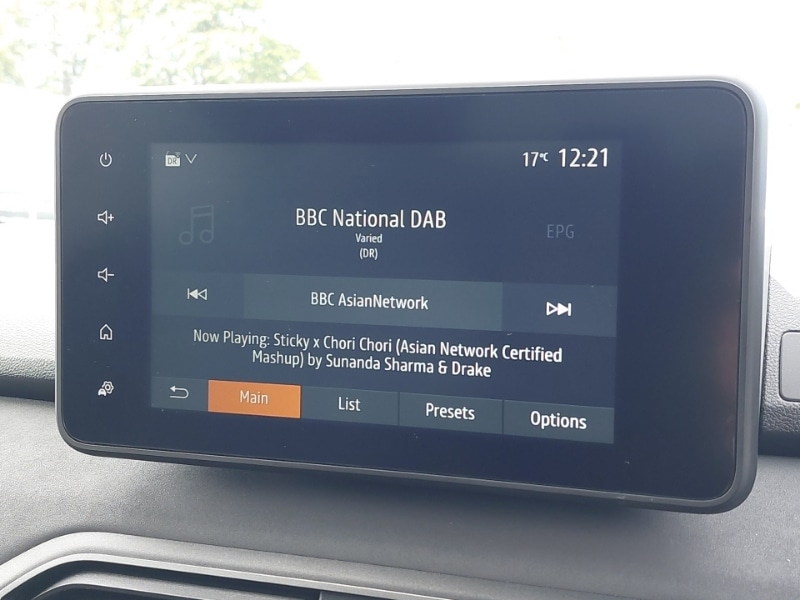 DR
17°C 12:21
BBC National DAB
Varied
(DR)
EPG
BBC AsianNetwork
Now Playing: Sticky x Chori Chori (Asian Network Certified
Mashup) by Sunanda Sharma & Drake
Main List Presets Options